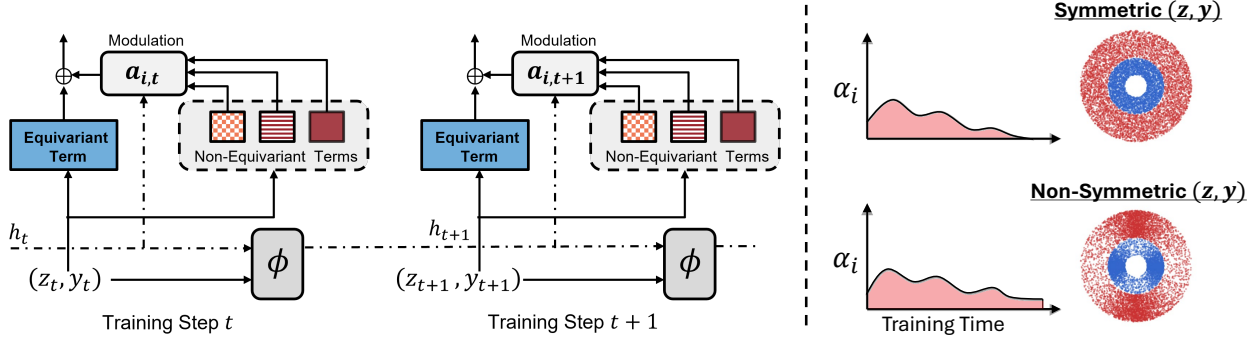 Modulation
a_{i,t}
Equivariant
Term
Non-Equivariant Terms
h_t
ϕ
(z_t, y_t)
Training Step t
Modulation
a_{i,t+1}
Equivariant
Term
Non-Equivariant Terms
h_{t+1}
ϕ
(z_{t+1}, y_{t+1})
Training Step t + 1
Symmetric (z, y)
α_i
Non-Symmetric (z, y)
α_i
Training Time